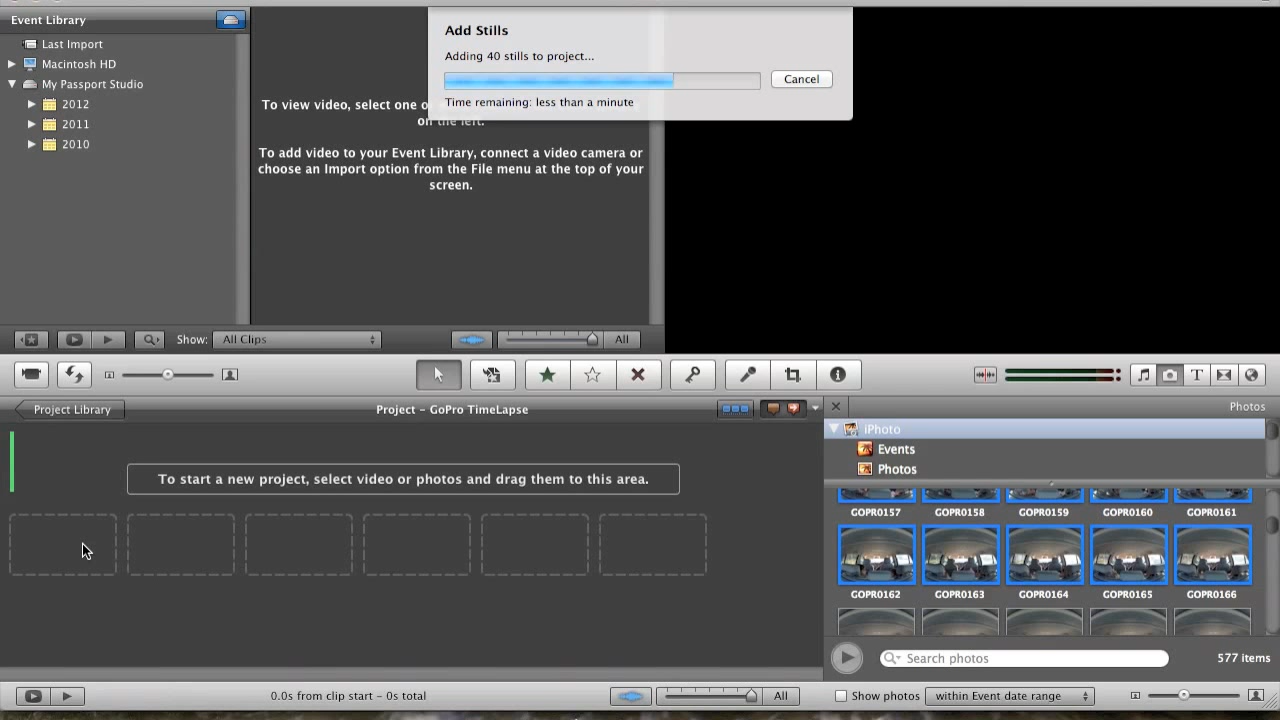 Event Library
Last Import
Macintosh HD
My Passport Studio
2012
2011
2010
To view video, select one o
on the left.
To add video to your Event Library, connect a video camera or
choose an Import option from the File menu at the top of your
screen.
Add Stills
Adding 40 stills to project...
Cancel
Time remaining: less than a minute
Show: All Clips
All
T
Project Library
Project - GoPro TimeLapse
Photos
To start a new project, select video or photos and drag them to this area.
iPhoto
Events
Photos
GOPR0157 GOPR0158 GOPR0159 GOPR0160 GOPR0161
GOPR0162 GOPR0163 GOPR0164 GOPR0165 GOPR0166
Search photos
577 items
0.0s from clip start - 0s total
All
Show photos within Event date range